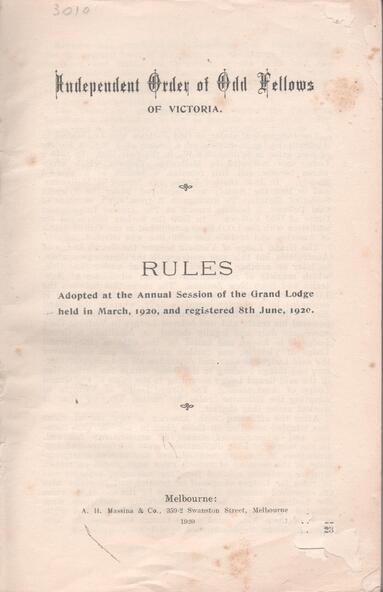 3010
Independent Order of Odd Fellows
OF VICTORIA.
RULES
Adopted at the Annual Session of the Grand Lodge
held in March, 1920, and registered 8th June, 1920.
Melbourne:
A. H. Massina & Co., 350-2 Swanston Street, Melbourne
1920